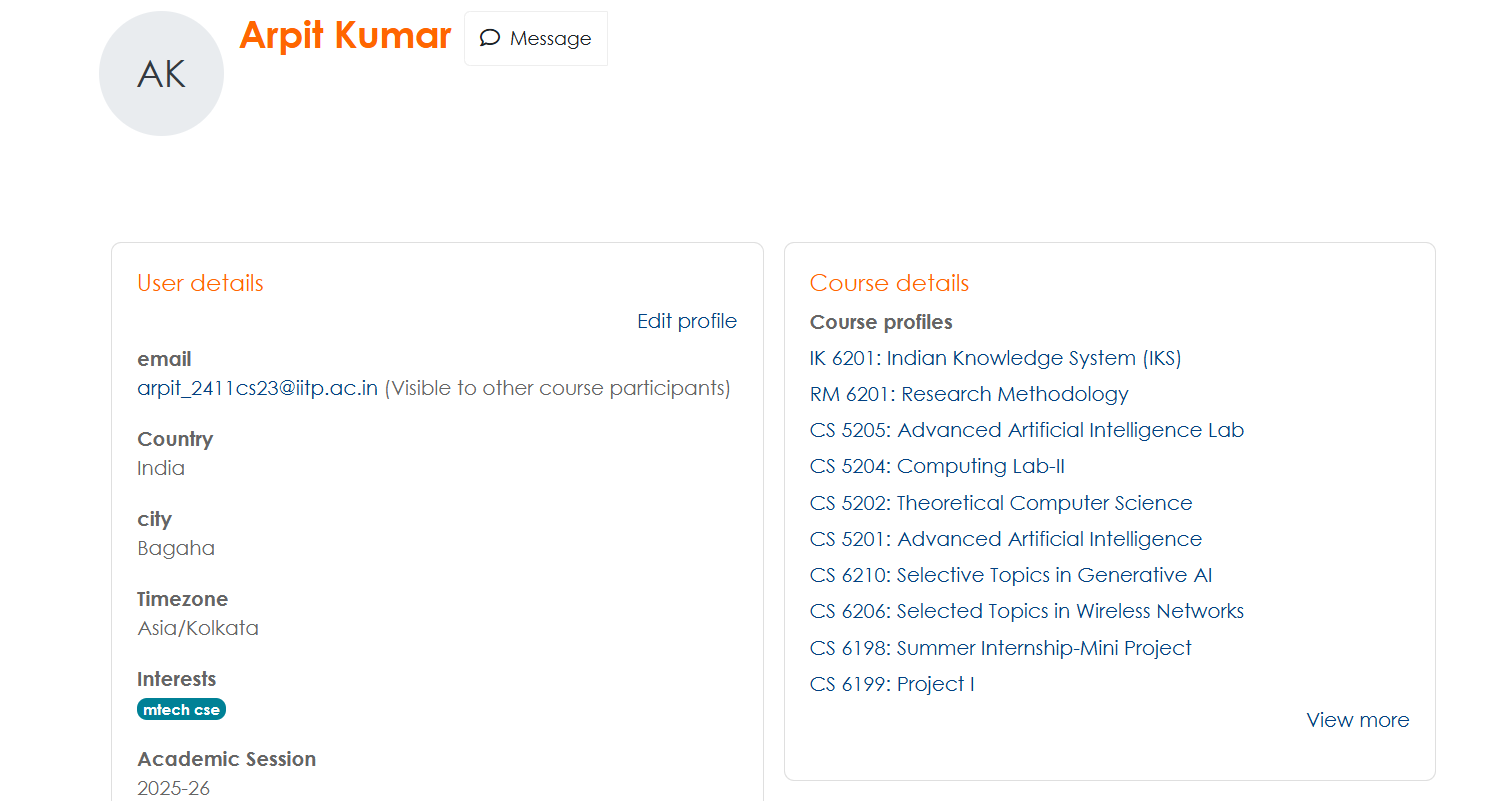 AK
Arpit Kumar
Message
User details
Edit profile
email
arpit_2411cs23@iitp.ac.in (Visible to other course participants)
Country
India
city
Bagaha
Timezone
Asia/Kolkata
Interests
mtech cse
Academic Session
2025-26
Course details
Course profiles
IK 6201: Indian Knowledge System (IKS)
RM 6201: Research Methodology
CS 5205: Advanced Artificial Intelligence Lab
CS 5204: Computing Lab-II
CS 5202: Theoretical Computer Science
CS 5201: Advanced Artificial Intelligence
CS 6210: Selective Topics in Generative AI
CS 6206: Selected Topics in Wireless Networks
CS 6198: Summer Internship-Mini Project
CS 6199: Project I
View more